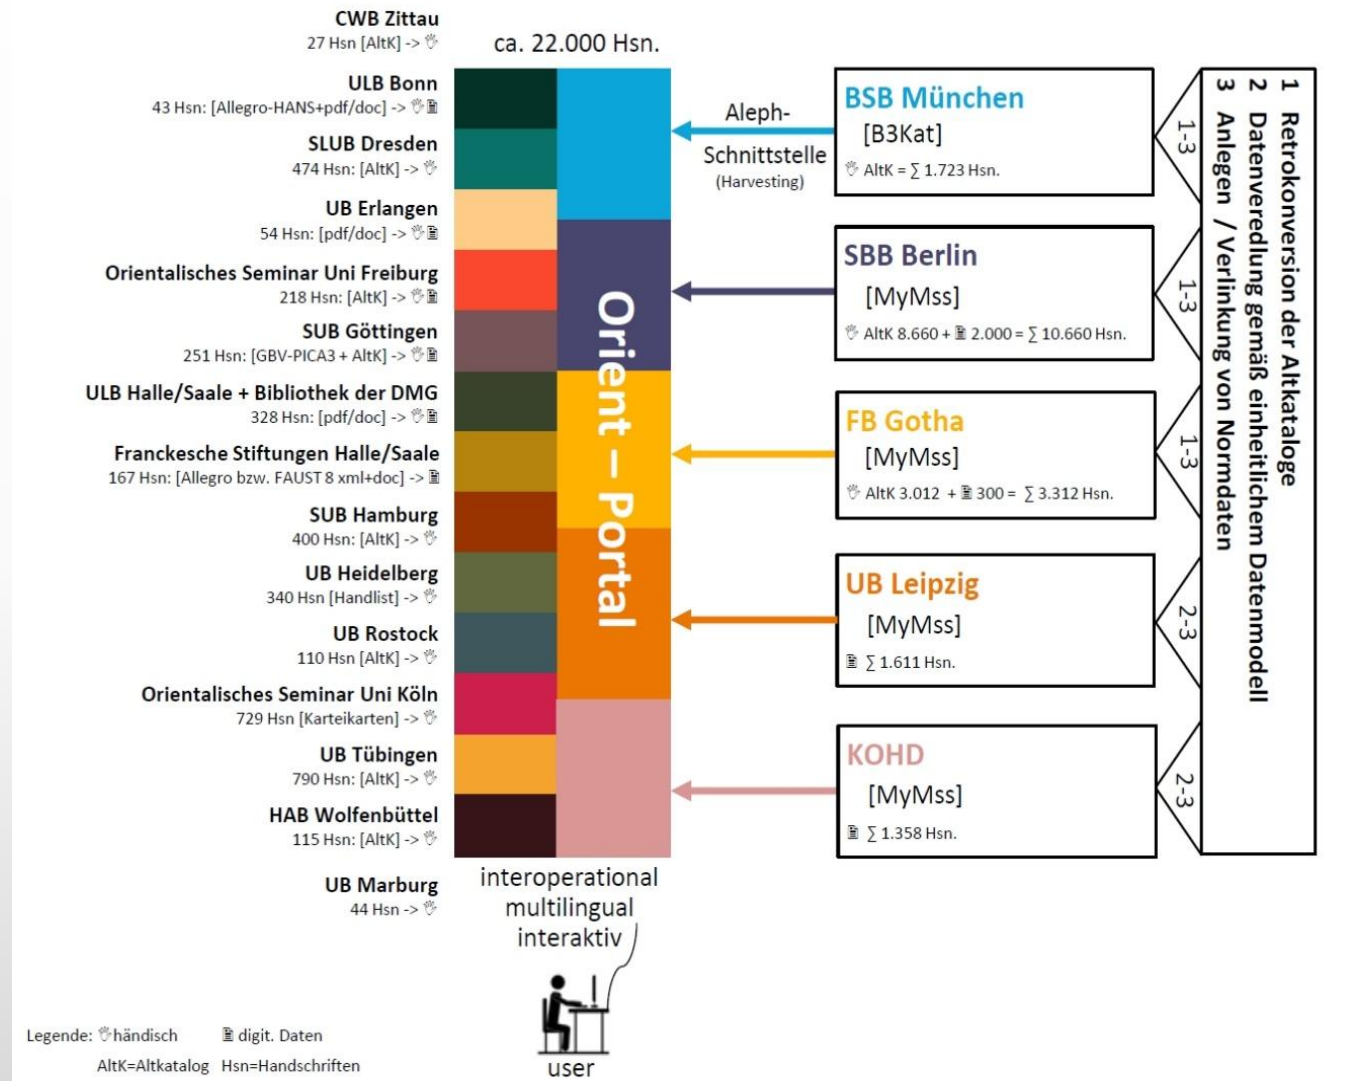 CWB Zittau
27 Hsn [AltK] -> 🖑
ca. 22.000 Hsn.
ULB Bonn
43 Hsn: [Allegro-HANS+pdf/doc] -> 🖑🖹
SLUB Dresden
474 Hsn: [AltK] -> 🖑
UB Erlangen
54 Hsn: [pdf/doc] -> 🖑🖹
Orientalisches Seminar Uni Freiburg
218 Hsn: [AltK] -> 🖑🖹
SUB Göttingen
251 Hsn: [GBV-PICA3 + AltK] -> 🖑🖹
ULB Halle/Saale + Bibliothek der DMG
328 Hsn: [pdf/doc] -> 🖑🖹
Franckesche Stiftungen Halle/Saale
167 Hsn: [Allegro bzw. FAUST 8 xml+doc] -> 🖹
SUB Hamburg
400 Hsn: [AltK] -> 🖑
UB Heidelberg
340 Hsn [Handlist] -> 🖑
UB Rostock
110 Hsn [AltK] -> 🖑
Orientalisches Seminar Uni Köln
729 Hsn [Karteikarten] -> 🖑
UB Tübingen
790 Hsn: [AltK] -> 🖑
HAB Wolfenbüttel
115 Hsn: [AltK] -> 🖑
UB Marburg
44 Hsn -> 🖑
Orient – Portal
Aleph-
Schnittstelle
(Harvesting)
BSB München
[B3Kat]
🖑 AltK = ∑ 1.723 Hsn.
SBB Berlin
[MyMss]
🖑 AltK 8.660 + 🖹 2.000 = ∑ 10.660 Hsn.
FB Gotha
[MyMss]
🖑 AltK 3.012 + 🖹 300 = ∑ 3.312 Hsn.
UB Leipzig
[MyMss]
🖹 ∑ 1.611 Hsn.
KOHD
[MyMss]
🖹 ∑ 1.358 Hsn.
1-3
1-3
1-3
2-3
2-3
1 Retrokonversion der Altkataloge
2 Datenveredlung gemäß einheitlichem Datenmodell
3 Anlegen / Verlinkung von Normdaten
interoperational
multilingual
interaktiv
user
Legende: 🖑händisch 🖹 digit. Daten
AltK=Altkatalog Hsn=Handschriften